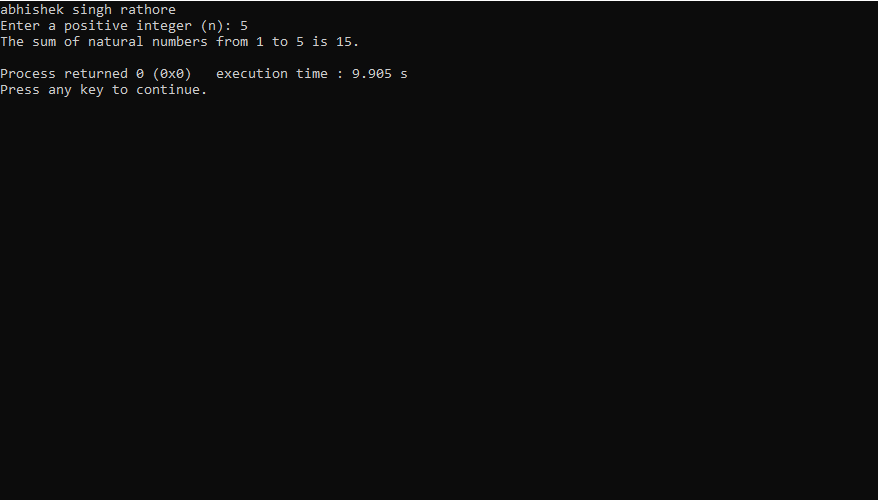 abhishek singh rathore
Enter a positive integer (n): 5
The sum of natural numbers from 1 to 5 is 15.
Process returned 0 (0x0)   execution time : 9.905 s
Press any key to continue.